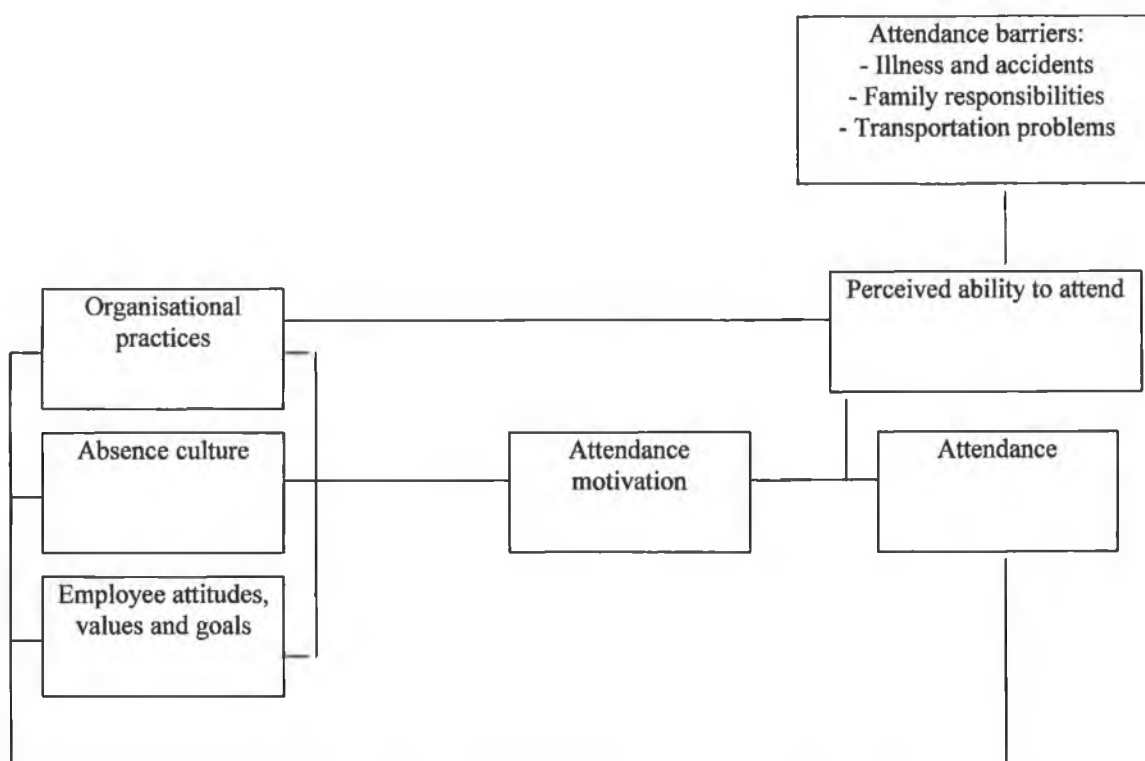 Attendance barriers:
- Illness and accidents
- Family responsibilities
- Transportation problems
Perceived ability to attend
Organisational
practices
Absence culture
Attendance
motivation
Attendance
Employee attitudes,
values and goals